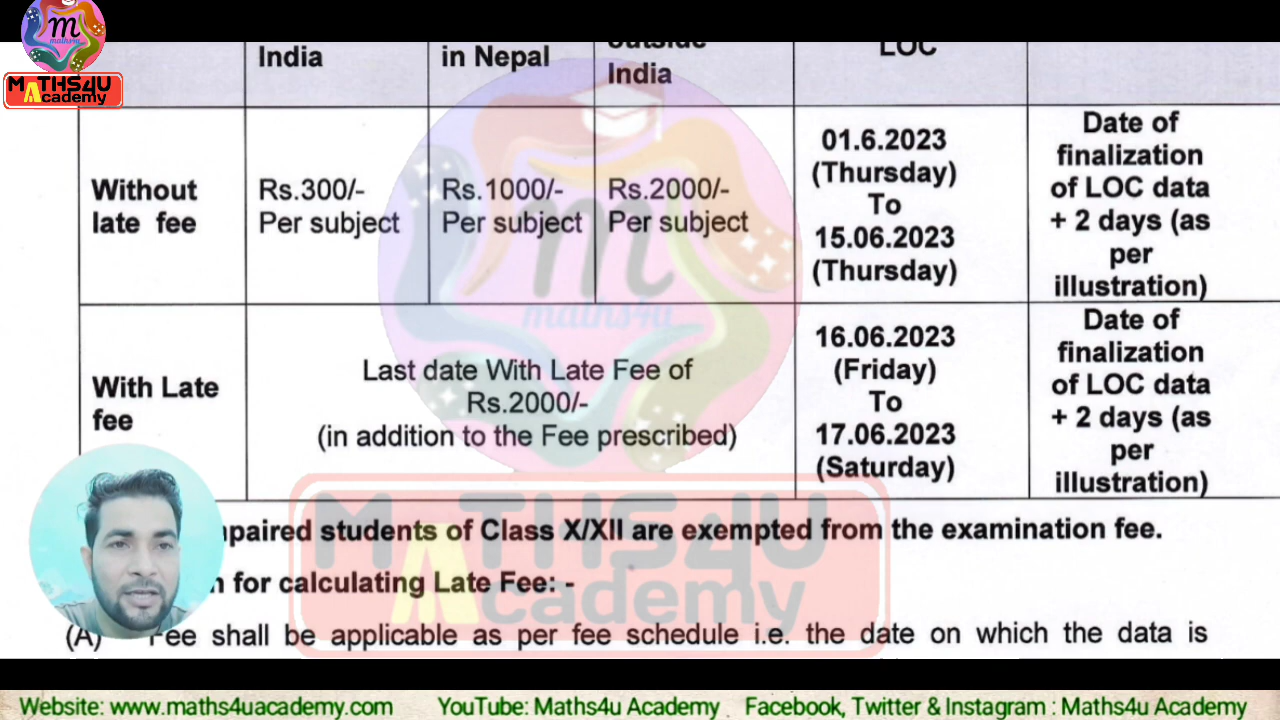 m
maths4u
MATHS4U
Academy
India
in Nepal
outside
India
LOC
Without
late fee
Rs.300/-
Per subject
Rs.1000/-
Per subject
Rs.2000/-
Per subject
01.6.2023
(Thursday)
To
15.06.2023
(Thursday)
Date of
finalization
of LOC data
+ 2 days (as
per
illustration)
With Late
fee
Last date With Late Fee of
Rs.2000/-
(in addition to the Fee prescribed)
16.06.2023
(Friday)
To
17.06.2023
(Saturday)
Date of
finalization
of LOC data
+ 2 days (as
per
illustration)
m
maths4u
MATHS4U
Academy
students of Class X/XII are exempted from the examination fee.
for calculating Late Fee: -
(A) Fee shall be applicable as per fee schedule i.e. the date on which the data is
Website: www.maths4uacademy.com YouTube: Maths4u Academy Facebook, Twitter & Instagram : Maths4u Academy